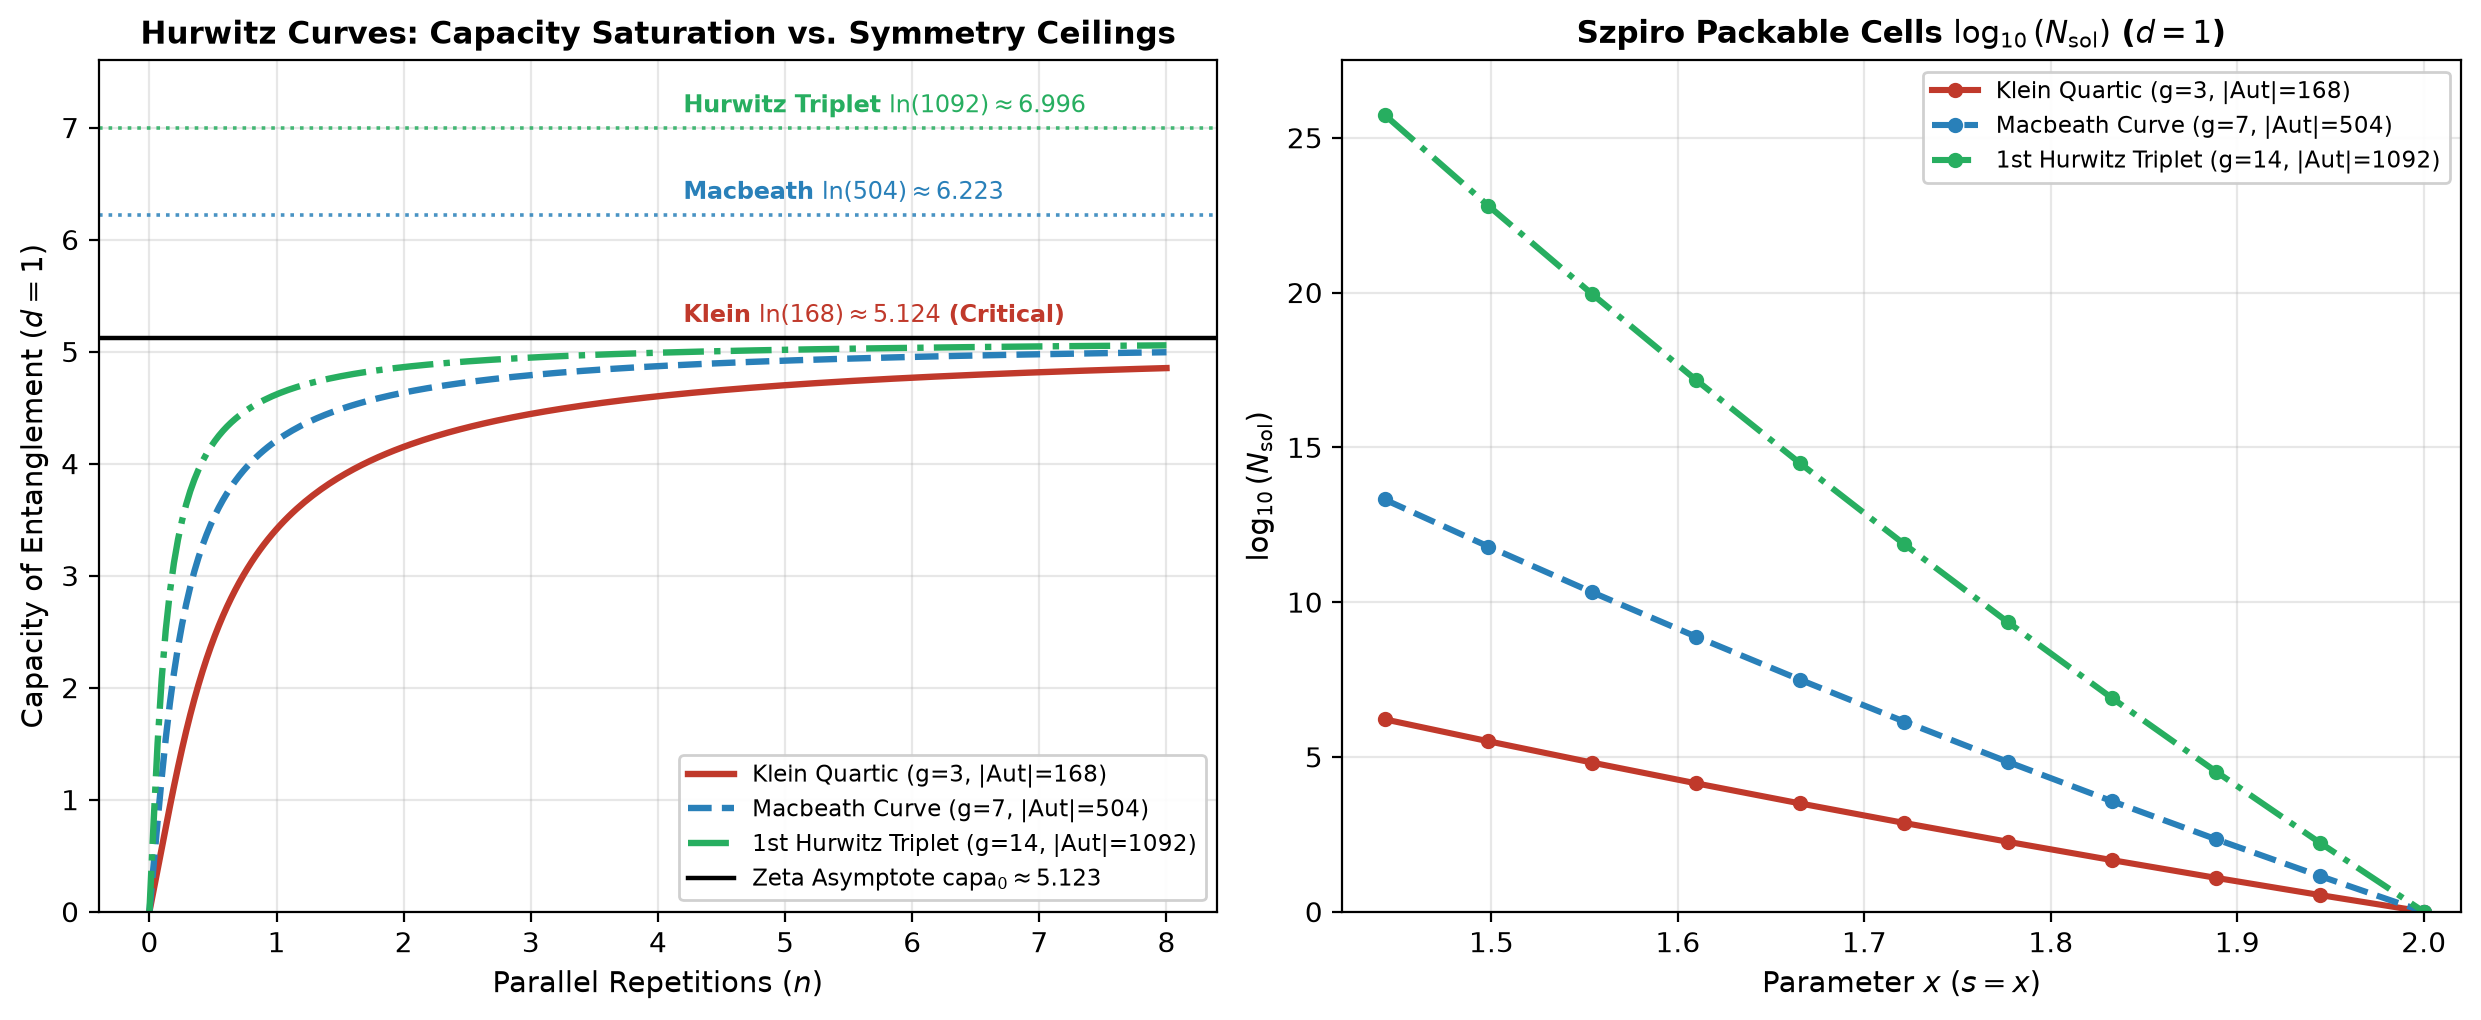 Hurwitz Curves: Capacity Saturation vs. Symmetry Ceilings
Capacity of Entanglement (d = 1)
7
6
5
4
3
2
1
0
Hurwitz Triplet ln(1092) ≈ 6.996
Macbeath ln(504) ≈ 6.223
Klein ln(168) ≈ 5.124 (Critical)
Klein Quartic (g=3, |Aut|=168)
Macbeath Curve (g=7, |Aut|=504)
1st Hurwitz Triplet (g=14, |Aut|=1092)
Zeta Asymptote capa₀ ≈ 5.123
0 1 2 3 4 5 6 7 8
Parallel Repetitions (n)
Szpiro Packable Cells log₁₀ (N_sol) (d = 1)
log₁₀ (N_sol)
25
20
15
10
5
0
Klein Quartic (g=3, |Aut|=168)
Macbeath Curve (g=7, |Aut|=504)
1st Hurwitz Triplet (g=14, |Aut|=1092)
1.5 1.6 1.7 1.8 1.9 2.0
Parameter x (s = x)